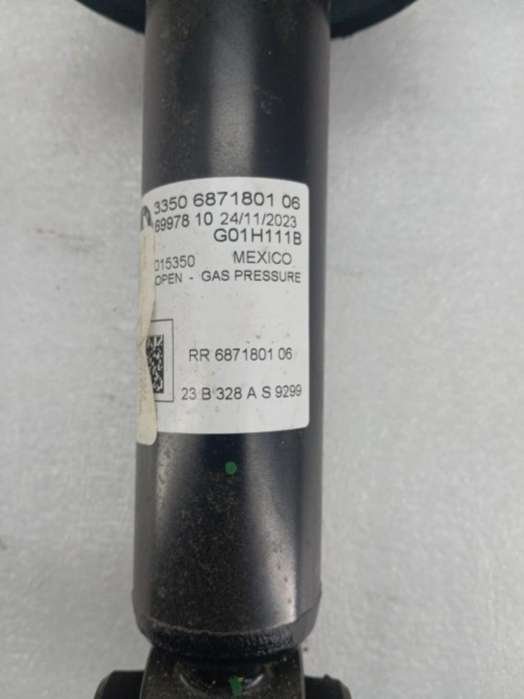 3350 6871801 06
69978 10 24/11/2023
G01H111B
015350 MEXICO
OPEN - GAS PRESSURE
RR 6871801 06
23 B 328 A S 9299